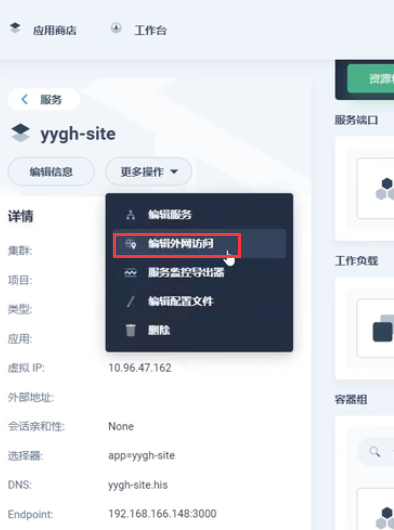 应用商店
工作台
服务
yygh-site
编辑信息
更多操作
编辑服务
编辑外网访问
服务监控导出器
编辑配置文件
删除
详情
集群:
项目:
类型:
应用:
虚拟 IP:
10.96.47.162
外部地址:
会话亲和性:
None
选择器:
app=yygh-site
DNS:
yygh-site.his
Endpoint:
192.168.166.148:3000
资源
服务端口
工作负载
容器组